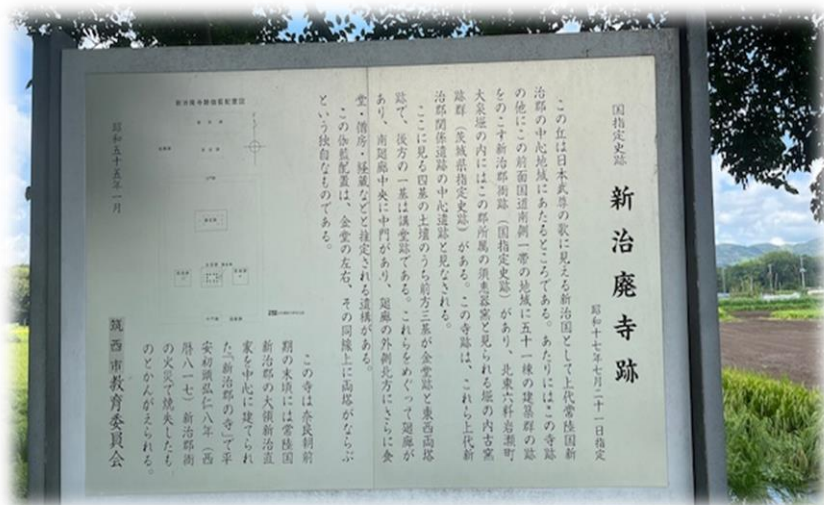 国指定史跡
新治廃寺跡
昭和十七年七月二十一日指定
この丘は日本武尊の歌に見える新治国として上代常陸国新
治郡の中心地域にあたるところである。あたりにはこの寺跡
の他にこの前面国道南側一帯の地域に五十一棟の建築群の跡
をのこす新治郡衙跡（国指定史跡）があり、北東六粁岩瀬町
大泉堀の内にはこの郡所属の須恵器窯と見られる堀の内古窯
跡群（茨城県指定史跡）がある。この寺跡は、これら上代新
治郡関係遺跡の中心遺跡と見なされる。
ここに見る四基の土壇のうち前方三基が金堂跡と東西両塔
跡で、後方の一基は講堂跡である。これらをめぐって廻廊が
あり、南廻廊中央に中門があり、廻廊の外側北方にさらに食
堂・僧房・経蔵などと推定される遺構がある。
この伽藍配置は、金堂の左右、その同線上に両塔がならぶ
という独自なものである。
この寺は奈良朝前
期の末頃には常陸国
新治郡の大領新治直
家を中心に建てられ
た『新治郡の寺』で平
安初頭弘仁八年（西
暦八一七）新治郡衙
の火災で焼失したも
のとかんがえられる。
新治廃寺跡伽藍配置図
昭和五十五年一月
筑西市教育委員会